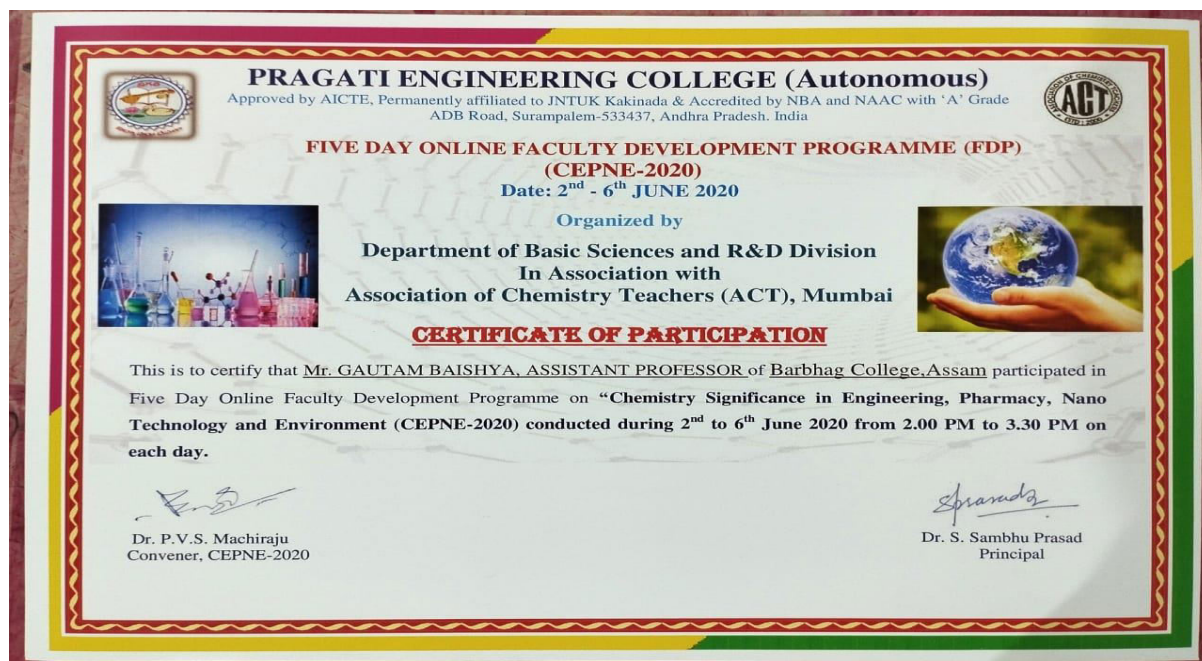 PRAGATI ENGINEERING COLLEGE (Autonomous)
Approved by AICTE, Permanently affiliated to JNTUK Kakinada & Accredited by NBA and NAAC with ‘A’ Grade
ADB Road, Surampalem-533437, Andhra Pradesh. India
ACT
FIVE DAY ONLINE FACULTY DEVELOPMENT PROGRAMME (FDP)
(CEPNE-2020)
Date: 2nd - 6th JUNE 2020
Organized by
Department of Basic Sciences and R&D Division
In Association with
Association of Chemistry Teachers (ACT), Mumbai
CERTIFICATE OF PARTICIPATION
This is to certify that Mr. GAUTAM BAISHYA, ASSISTANT PROFESSOR of Barbhag College,Assam participated in
Five Day Online Faculty Development Programme on “Chemistry Significance in Engineering, Pharmacy, Nano
Technology and Environment (CEPNE-2020) conducted during 2nd to 6th June 2020 from 2.00 PM to 3.30 PM on
each day.
Dr. P.V.S. Machiraju
Convener, CEPNE-2020
Dr. S. Sambhu Prasad
Principal